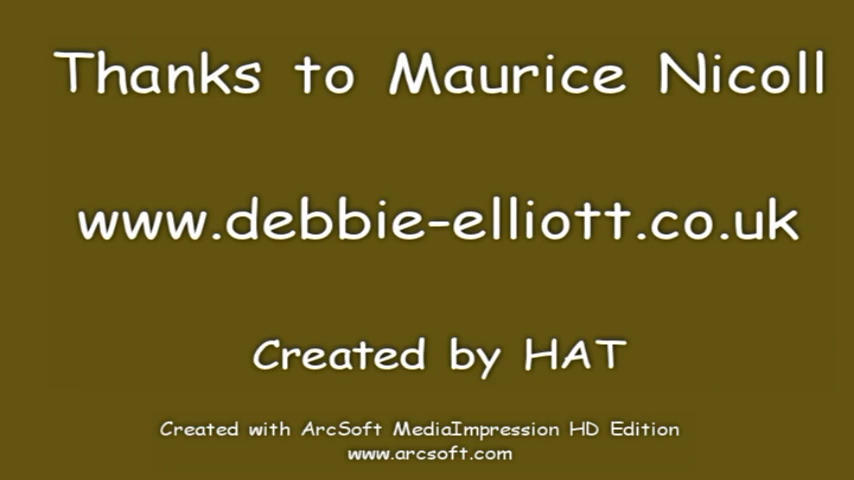 Thanks to Maurice Nicoll
www.debbie-elliott.co.uk
Created by HAT
Created with ArcSoft MediaImpression HD Edition
www.arcsoft.com